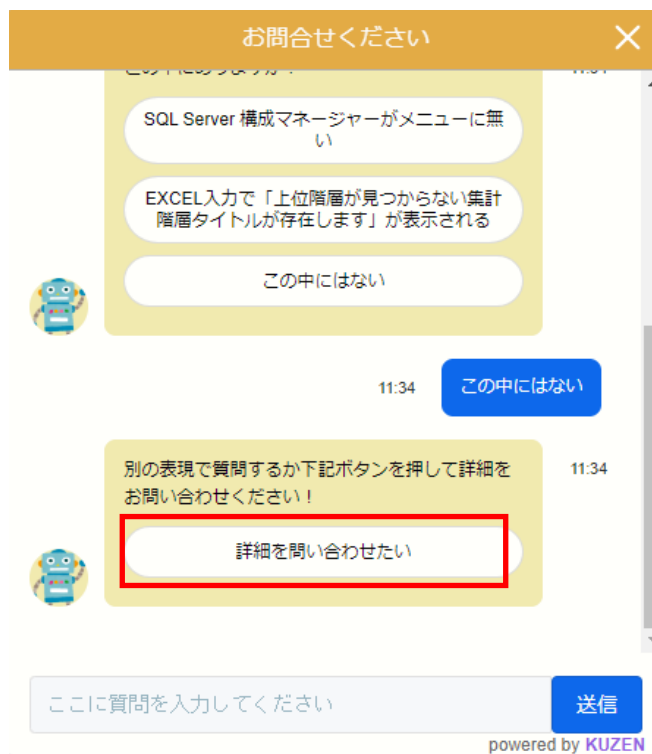 お問合せください
SQL Server 構成マネージャーがメニューに無
い
EXCEL入力で「上位階層が見つからない集計
階層タイトルが存在します」が表示される
この中にはない
11:34
この中にはない
別の表現で質問するか下記ボタンを押して詳細を
お問い合わせください！
11:34
詳細を問い合わせたい
ここに質問を入力してください
送信
powered by KUZEN